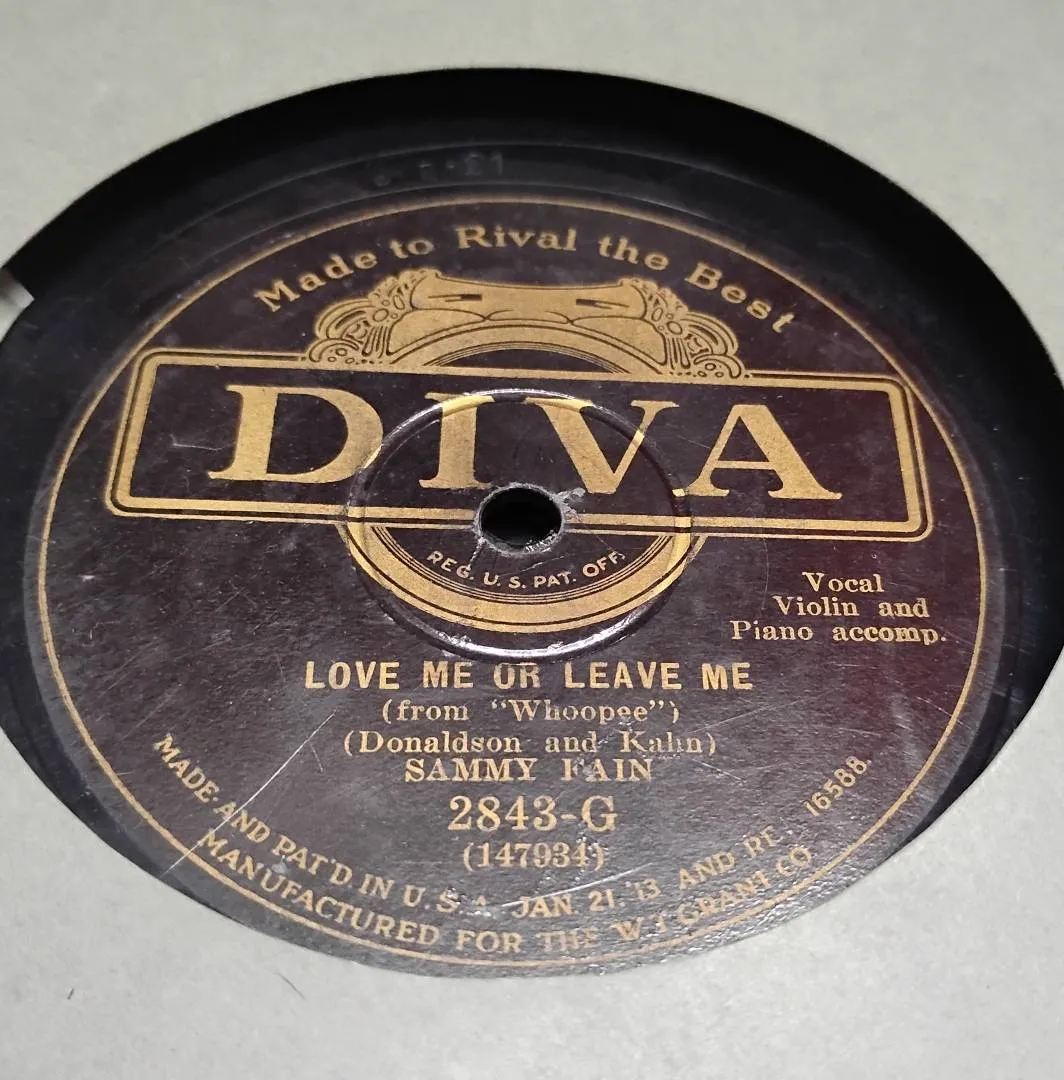 Made to Rival the Best
DIVA
REG. U. S. PAT. OFF.
Vocal
Violin and
Piano accomp.
LOVE ME OR LEAVE ME
(from "Whoopee")
(Donaldson and Kahn)
SAMMY FAIN
2843-G
(147934)
MADE AND PAT'D IN U. S. A. JAN. 21, '13 AND RE. 16588.
MANUFACTURED FOR THE W. T. GRANT CO.